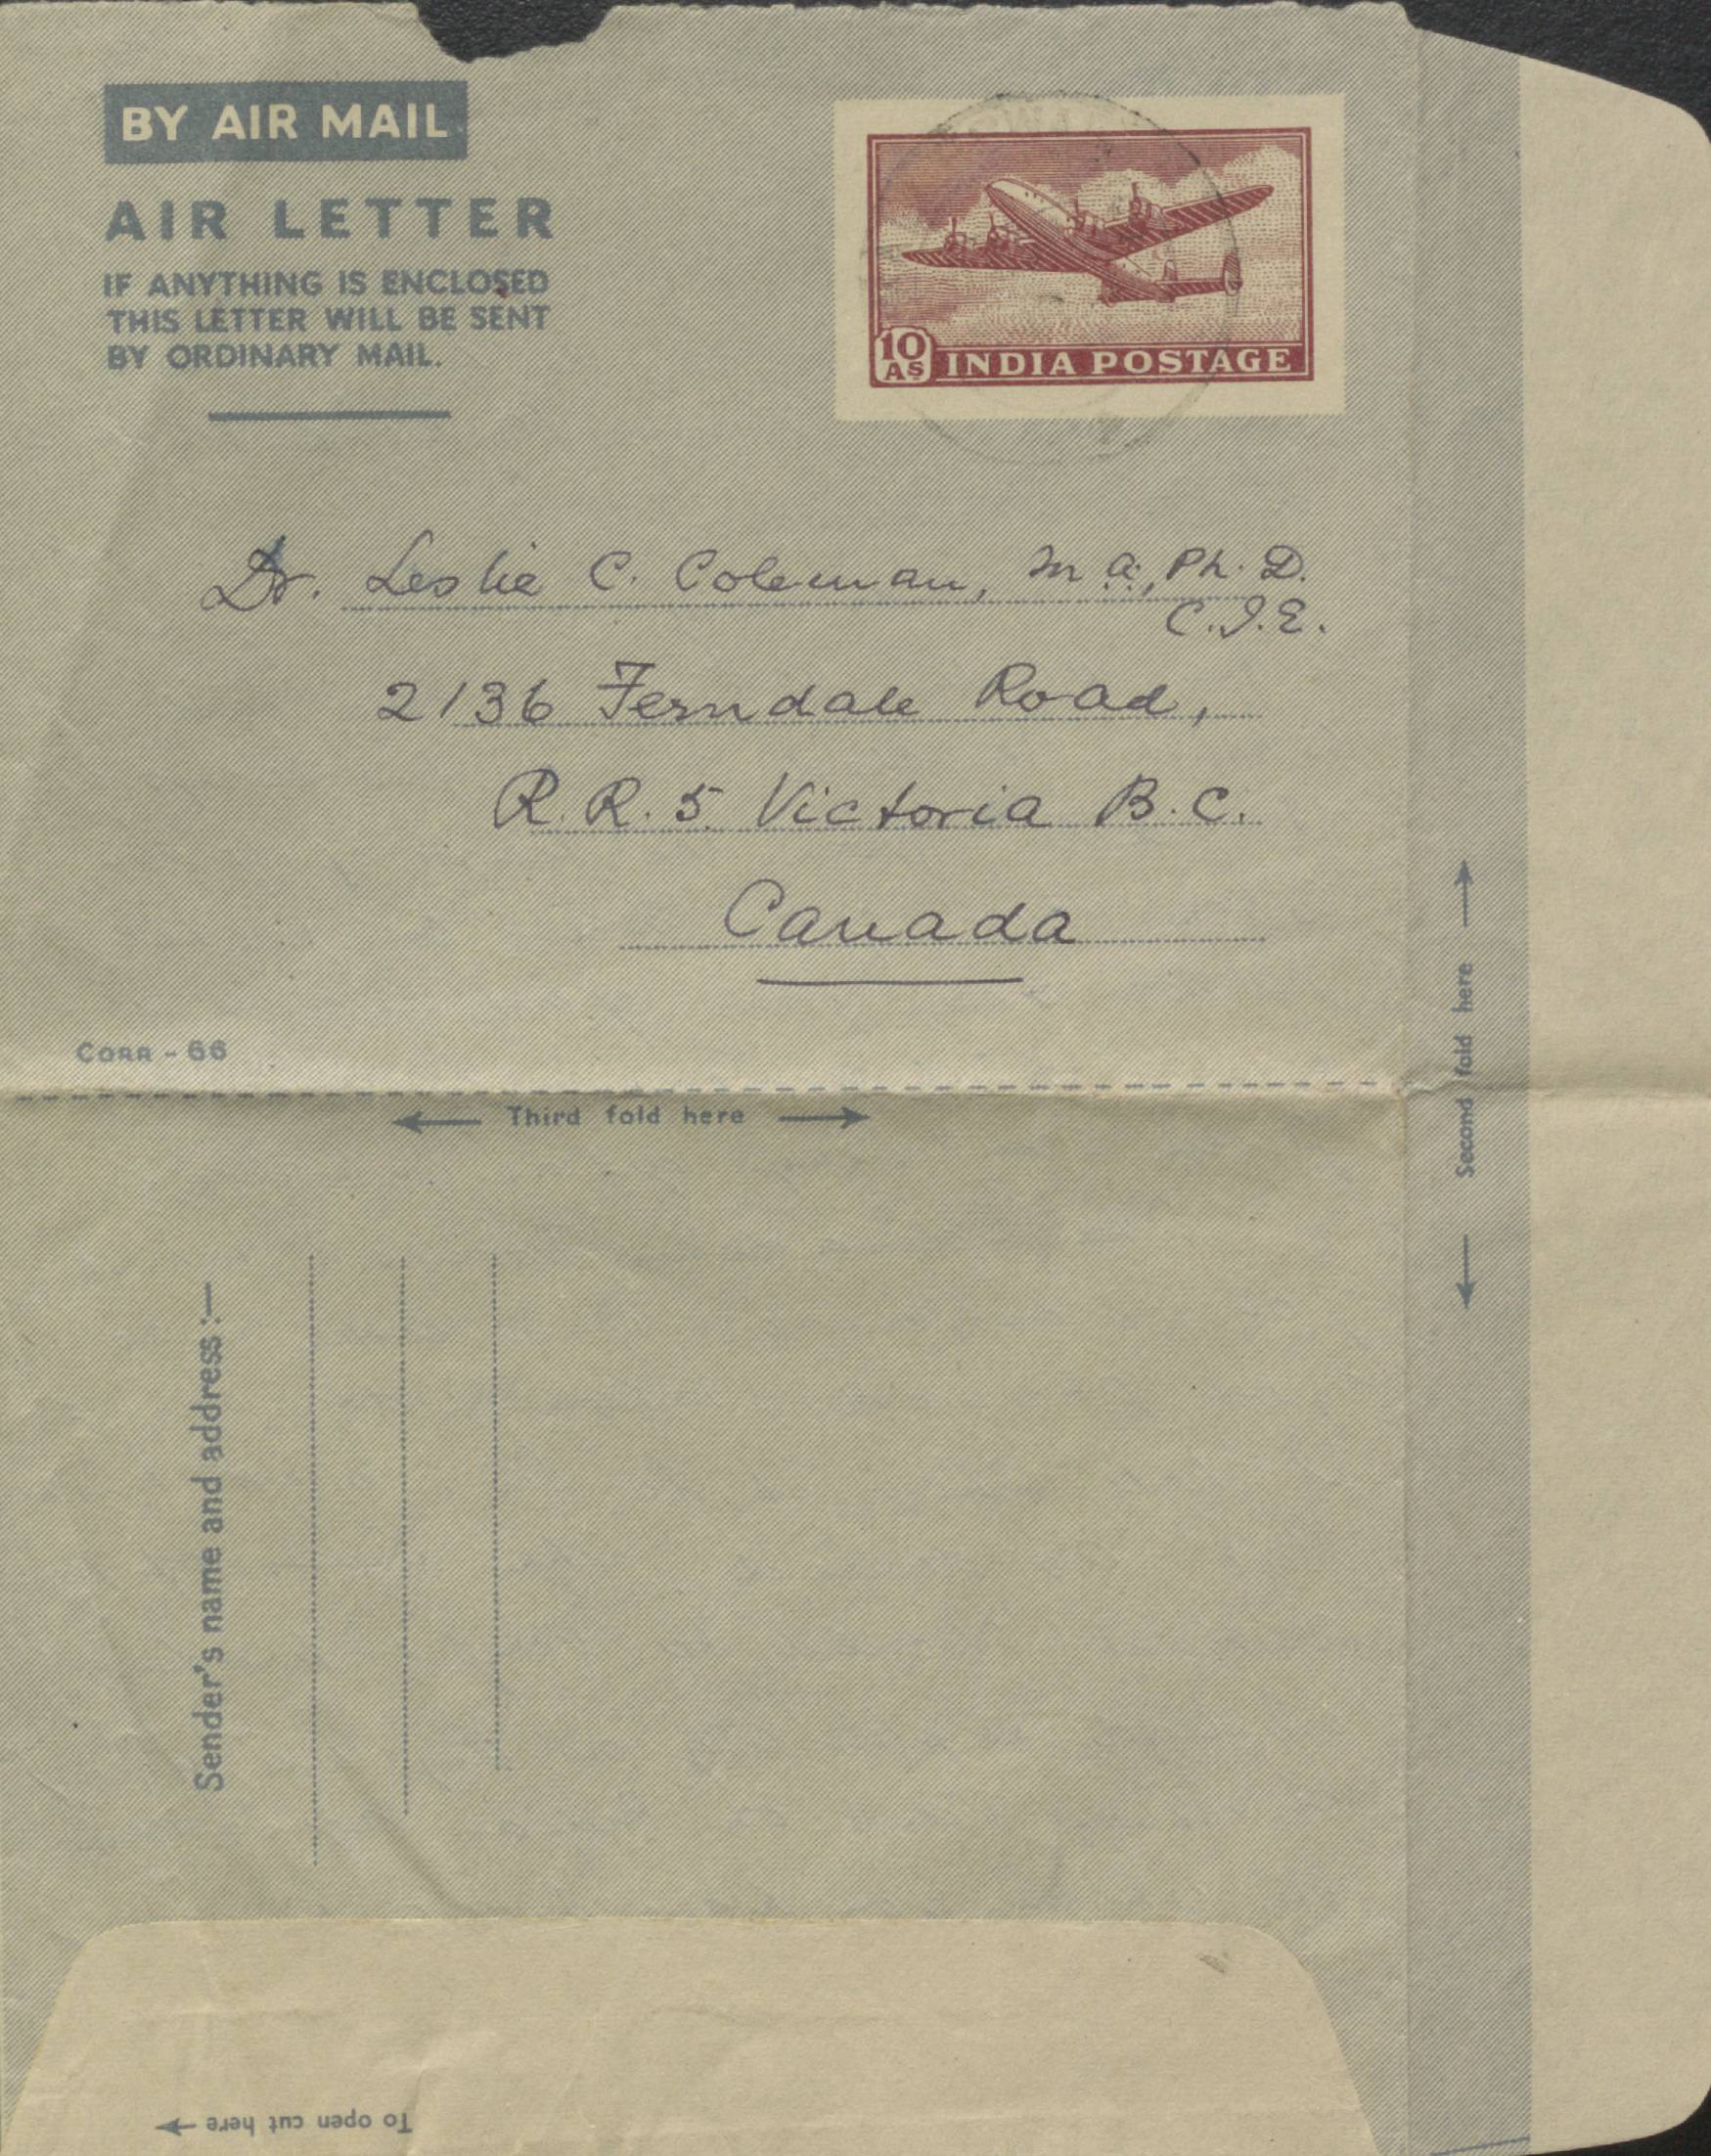 BY AIR MAIL
AIR LETTER
IF ANYTHING IS ENCLOSED
THIS LETTER WILL BE SENT
BY ORDINARY MAIL.
10 AS INDIA POSTAGE
Dr. Leslie C. Coleman, M.A., Ph.D.
C.I.E.
2136 Ferndale Road,
R.R. 5 Victoria B.C.
Canada
CORR - 66
Third fold here
Second fold here
Sender's name and address :—
To open cut here